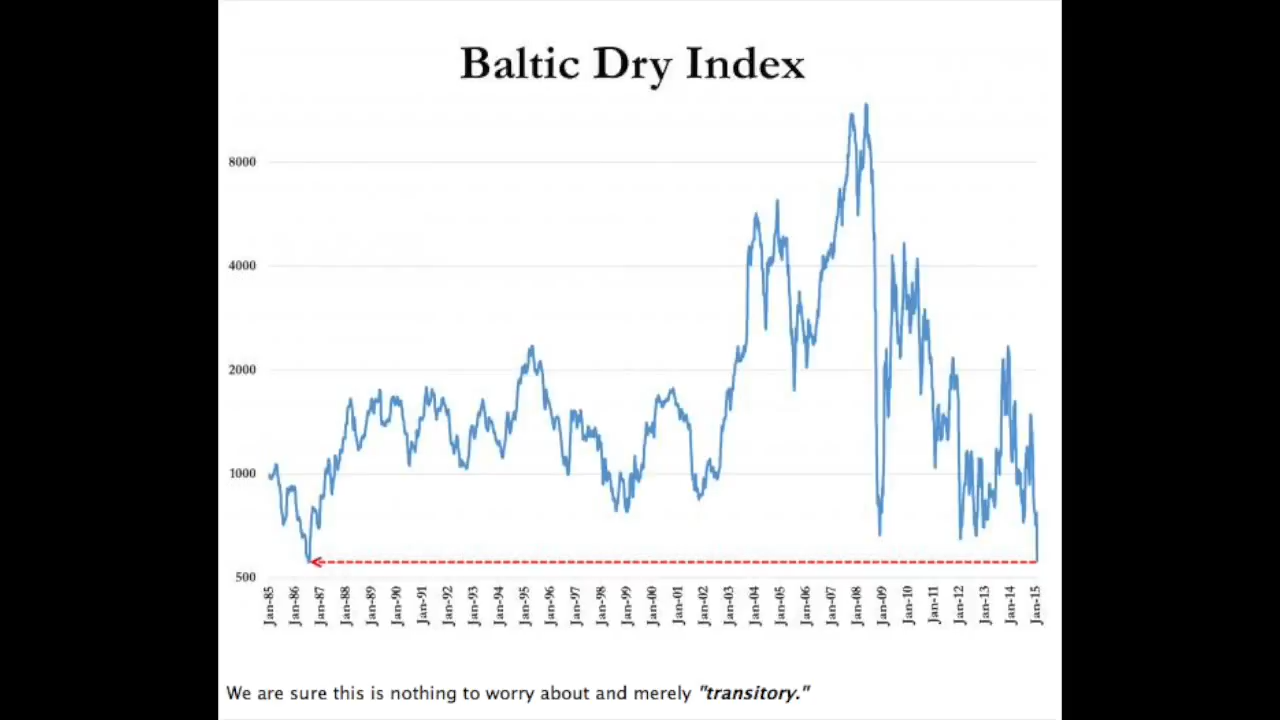 Baltic Dry Index
8000
4000
2000
1000
500
Jan-85
Jan-86
Jan-87
Jan-88
Jan-89
Jan-90
Jan-91
Jan-92
Jan-93
Jan-94
Jan-95
Jan-96
Jan-97
Jan-98
Jan-99
Jan-00
Jan-01
Jan-02
Jan-03
Jan-04
Jan-05
Jan-06
Jan-07
Jan-08
Jan-09
Jan-10
Jan-11
Jan-12
Jan-13
Jan-14
Jan-15
We are sure this is nothing to worry about and merely "transitory."